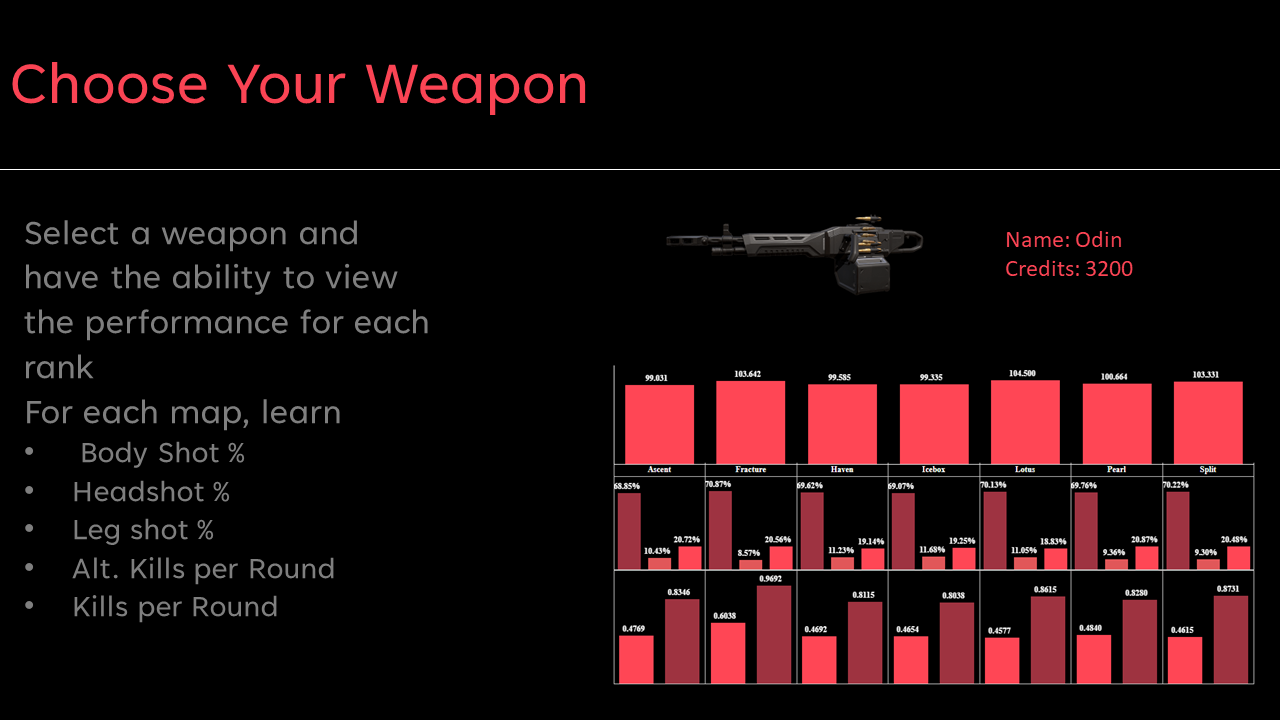 Choose Your Weapon
Select a weapon and
have the ability to view
the performance for each
rank
For each map, learn
• Body Shot %
• Headshot %
• Leg shot %
• Alt. Kills per Round
• Kills per Round
Name: Odin
Credits: 3200
99.031 103.642 99.585 99.335 104.500 100.664 103.331
Ascent Fracture Haven Icebox Lotus Pearl Split
68.85% 10.43% 20.72% 70.87% 8.57% 20.56% 69.62% 11.23% 19.14% 69.07% 11.68% 19.25% 70.13% 11.05% 18.83% 69.76% 9.36% 20.87% 70.22% 9.30% 20.48%
0.4769 0.8346 0.6038 0.9692 0.4692 0.8115 0.4654 0.8038 0.4577 0.8615 0.4840 0.8280 0.4615 0.8731